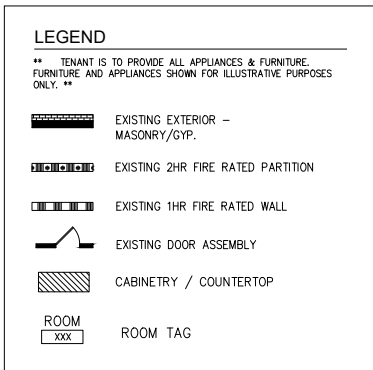 LEGEND
** TENANT IS TO PROVIDE ALL APPLIANCES & FURNITURE.
FURNITURE AND APPLIANCES SHOWN FOR ILLUSTRATIVE PURPOSES
ONLY. **
EXISTING EXTERIOR –
MASONRY/GYP.
EXISTING 2HR FIRE RATED PARTITION
EXISTING 1HR FIRE RATED WALL
EXISTING DOOR ASSEMBLY
CABINETRY / COUNTERTOP
ROOM
XXX
ROOM TAG